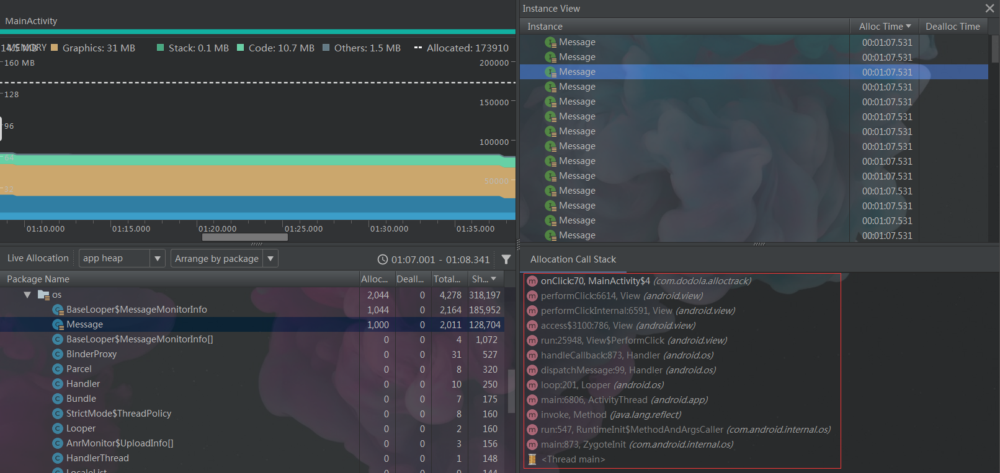 MainActivity
MEMORY Graphics: 31 MB Stack: 0.1 MB Code: 10.7 MB Others: 1.5 MB Allocated: 173910
160 MB 200000
128
150000
96
100000
64
50000
32
01:10.000 01:15.000 01:20.000 01:25.000 01:30.000 01:35.000
Live Allocation app heap Arrange by package 01:07.001 - 01:08.341
Package Name Alloc... Deall... Total... Sh...
os 2,044 0 4,278 318,197
BaseLooper$MessageMonitorInfo 1,044 0 2,164 185,952
Message 1,000 0 2,011 128,704
BaseLooper$MessageMonitorInfo[] 0 0 4 1,072
BinderProxy 0 0 31 527
Parcel 0 0 8 320
Handler 0 0 10 250
Bundle 0 0 7 175
StrictMode$ThreadPolicy 0 0 8 160
Looper 0 0 2 160
AnrMonitor$UploadInfo[] 0 0 3 156
HandlerThread 0 0 1 148
LocaleList 0 0 9 144
Instance View
Instance Alloc Time Dealloc Time
Message 00:01:07.531
Message 00:01:07.531
Message 00:01:07.531
Message 00:01:07.531
Message 00:01:07.531
Message 00:01:07.531
Message 00:01:07.531
Message 00:01:07.531
Message 00:01:07.531
Message 00:01:07.531
Message 00:01:07.531
Message 00:01:07.531
Message 00:01:07.531
Message 00:01:07.531
Allocation Call Stack
onClick:70, MainActivity$4 (com.dodola.alloctrack)
performClick:6614, View (android.view)
performClickInternal:6591, View (android.view)
access$3100:786, View (android.view)
run:25948, View$PerformClick (android.view)
handleCallback:873, Handler (android.os)
dispatchMessage:99, Handler (android.os)
loop:201, Looper (android.os)
main:6806, ActivityThread (android.app)
invoke, Method (java.lang.reflect)
run:547, RuntimeInit$MethodAndArgsCaller (com.android.internal.os)
main:873, ZygoteInit (com.android.internal.os)
<Thread main>